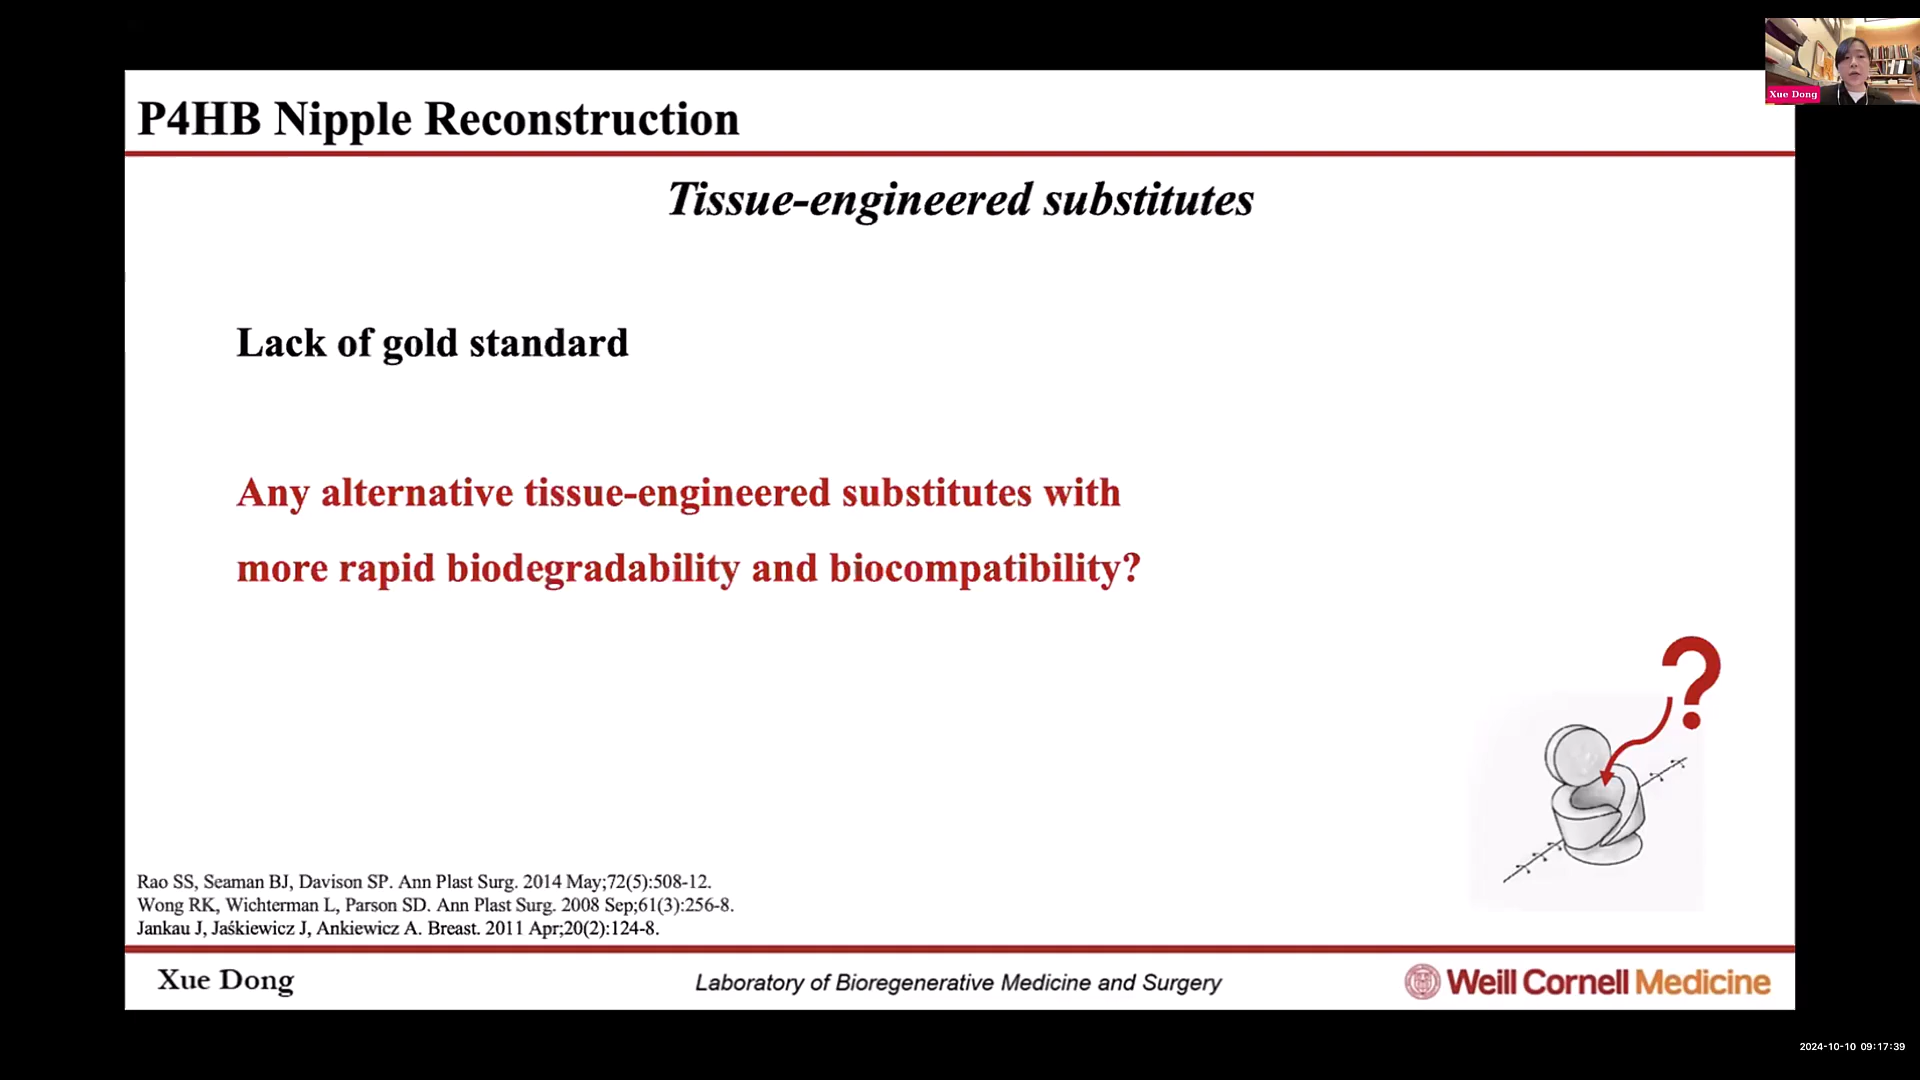 Xue Dong
P4HB Nipple Reconstruction
Tissue-engineered substitutes
Lack of gold standard
Any alternative tissue-engineered substitutes with
more rapid biodegradability and biocompatibility?
?
Rao SS, Seaman BJ, Davison SP. Ann Plast Surg. 2014 May;72(5):508-12.
Wong RK, Wichterman L, Parson SD. Ann Plast Surg. 2008 Sep;61(3):256-8.
Jankau J, Jaśkiewicz J, Ankiewicz A. Breast. 2011 Apr;20(2):124-8.
Xue Dong
Laboratory of Bioregenerative Medicine and Surgery
Weill Cornell Medicine
2024-10-10 09:17:39